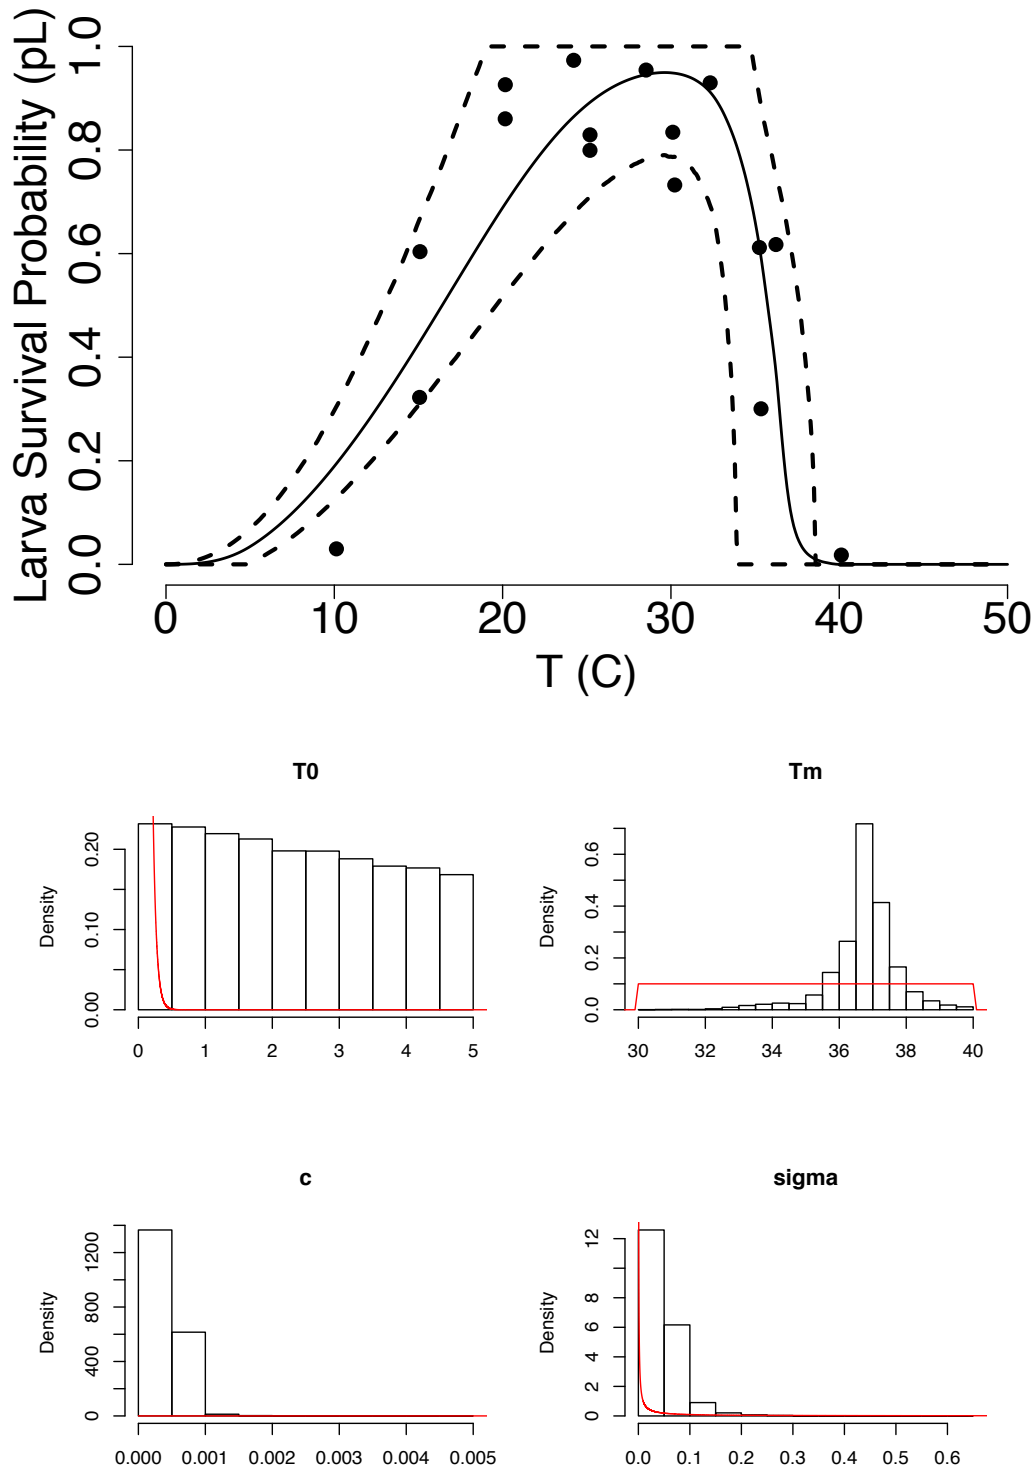 Larva Survival Probability (pL)
0.0 0.2 0.4 0.6 0.8 1.0
0 10 20 30 40 50
T (C)
T0
Density
0.00 0.10 0.20
0 1 2 3 4 5
Tm
Density
0.0 0.2 0.4 0.6
30 32 34 36 38 40
c
Density
0 400 800 1200
0.000 0.001 0.002 0.003 0.004 0.005
sigma
Density
0 2 4 6 8 12
0.0 0.1 0.2 0.3 0.4 0.5 0.6